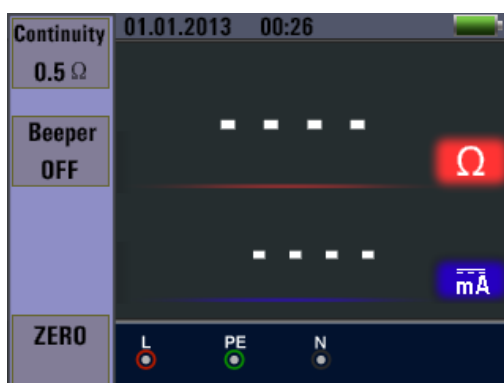 Continuity
0.5 Ω
Beeper
OFF
ZERO
01.01.2013 00:26
- - - -
Ω
- - - -
mA
L PE N